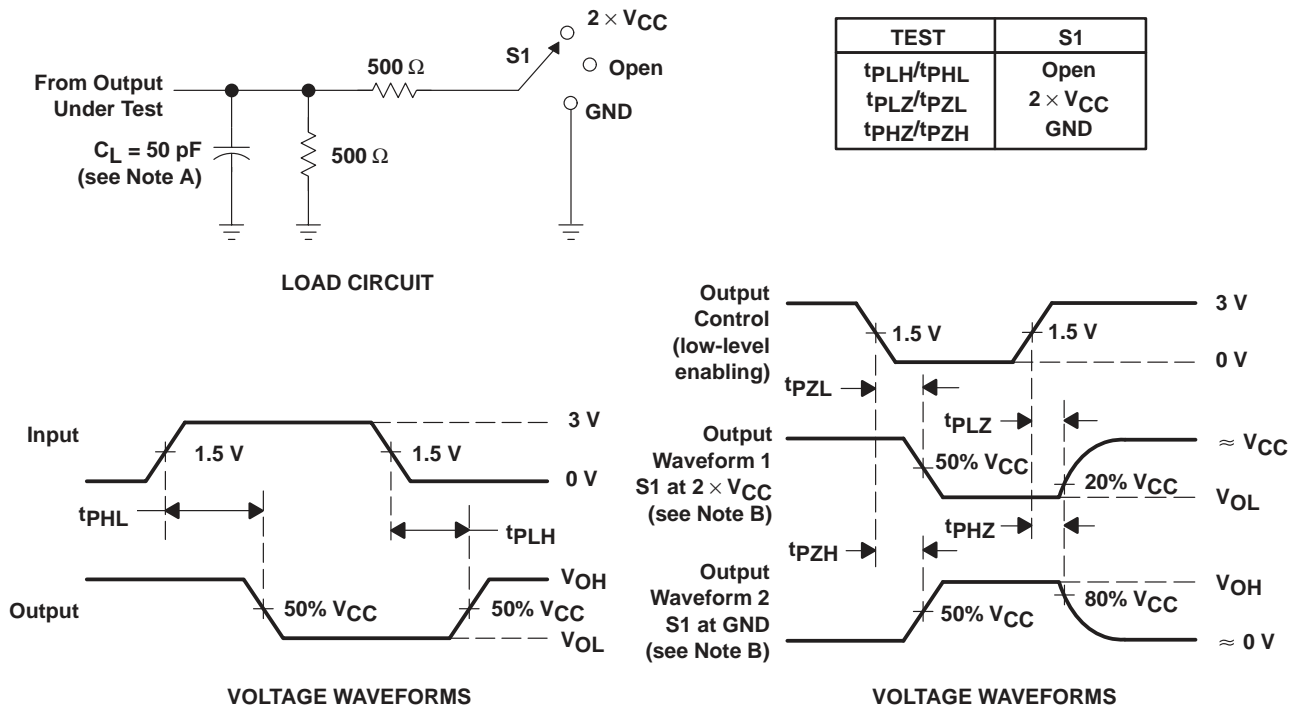 2 × VCC
S1
Open
500 Ω
From Output
Under Test
GND
CL = 50 pF
(see Note A)
500 Ω
LOAD CIRCUIT
TEST S1
tPLH/tPHL Open
tPLZ/tPZL 2 × VCC
tPHZ/tPZH GND
Input
3 V
1.5 V
1.5 V
0 V
tPHL
tPLH
Output
VOH
50% VCC
50% VCC
VOL
VOLTAGE WAVEFORMS
Output
Control
(low-level
enabling)
3 V
1.5 V
1.5 V
0 V
tPZL
tPLZ
Output
Waveform 1
S1 at 2 × VCC
(see Note B)
≈ VCC
50% VCC
20% VCC
VOL
tPHZ
tPZH
Output
Waveform 2
S1 at GND
(see Note B)
VOH
50% VCC
80% VCC
≈ 0 V
VOLTAGE WAVEFORMS